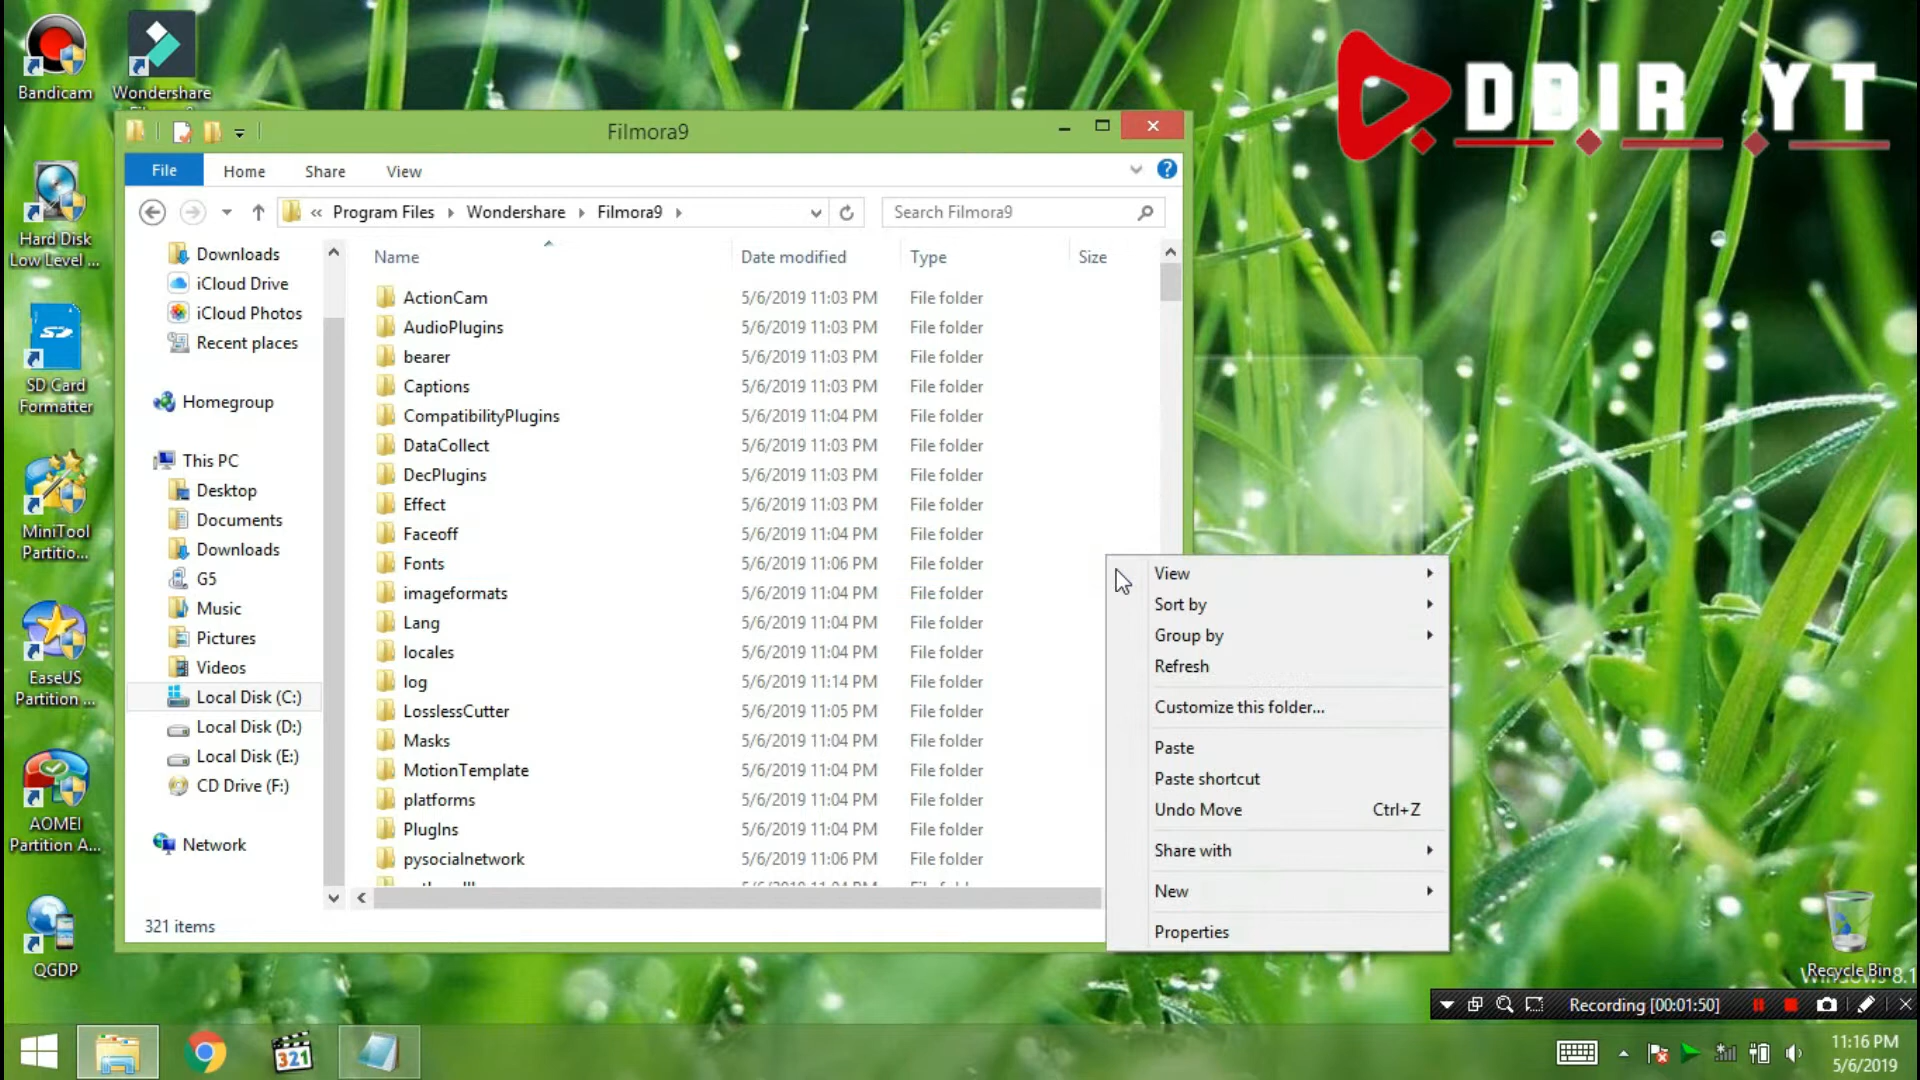 Bandicam
Wondershare
DBIR YT
Filmora9
File
Home
Share
View
« Program Files
Wondershare
Filmora9
Search Filmora9
Hard Disk
Low Level ...
SD Card
Formatter
MiniTool
Partitio...
EaseUS
Partition ...
AOMEI
Partition A...
QGDP
Downloads
iCloud Drive
iCloud Photos
Recent places
Homegroup
This PC
Desktop
Documents
Downloads
G5
Music
Pictures
Videos
Local Disk (C:)
Local Disk (D:)
Local Disk (E:)
CD Drive (F:)
Network
Name Date modified Type Size
ActionCam 5/6/2019 11:03 PM File folder
AudioPlugins 5/6/2019 11:03 PM File folder
bearer 5/6/2019 11:03 PM File folder
Captions 5/6/2019 11:03 PM File folder
CompatibilityPlugins 5/6/2019 11:04 PM File folder
DataCollect 5/6/2019 11:03 PM File folder
DecPlugins 5/6/2019 11:03 PM File folder
Effect 5/6/2019 11:03 PM File folder
Faceoff 5/6/2019 11:04 PM File folder
Fonts 5/6/2019 11:06 PM File folder
imageformats 5/6/2019 11:04 PM File folder
Lang 5/6/2019 11:04 PM File folder
locales 5/6/2019 11:04 PM File folder
log 5/6/2019 11:14 PM File folder
LosslessCutter 5/6/2019 11:05 PM File folder
Masks 5/6/2019 11:04 PM File folder
MotionTemplate 5/6/2019 11:04 PM File folder
platforms 5/6/2019 11:04 PM File folder
PlugIns 5/6/2019 11:04 PM File folder
pysocialnetwork 5/6/2019 11:06 PM File folder
321 items
View
Sort by
Group by
Refresh
Customize this folder...
Paste
Paste shortcut
Undo Move Ctrl+Z
Share with
New
Properties
Recycle Bin
Windows 8.1
Recording [00:01:50]
321
11:16 PM
5/6/2019